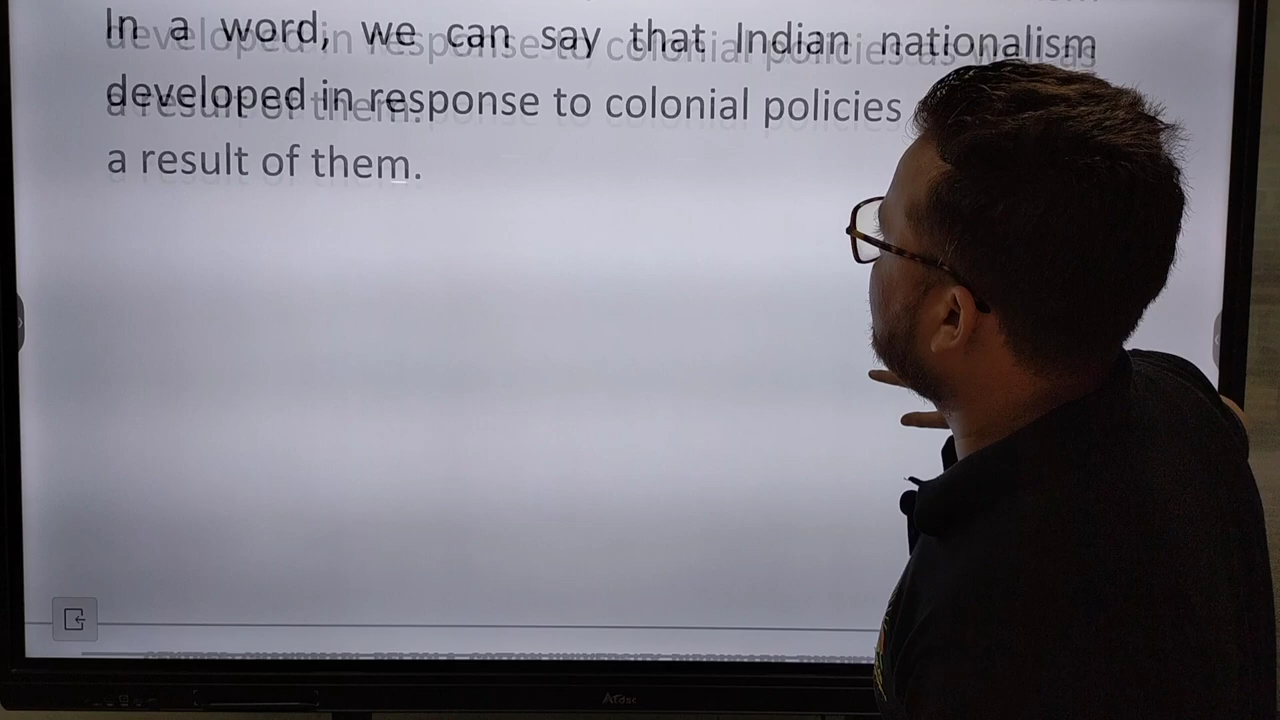 In a word, we can say that Indian nationalism
developed in response to colonial policies
a result of them.